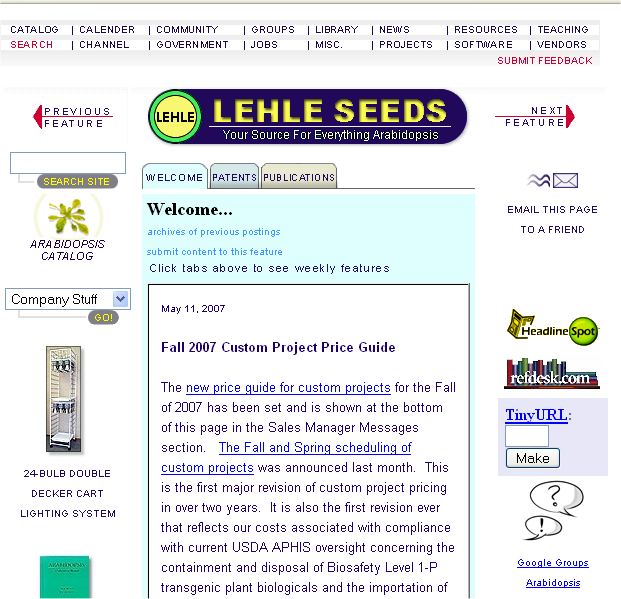 CATALOG | CALENDER | COMMUNITY | GROUPS | LIBRARY | NEWS | RESOURCES | TEACHING
SEARCH | CHANNEL | GOVERNMENT | JOBS | MISC. | PROJECTS | SOFTWARE | VENDORS
SUBMIT FEEDBACK
PREVIOUS
FEATURE
LEHLE
LEHLE SEEDS
Your Source For Everything Arabidopsis
NEXT
FEATURE
SEARCH SITE
ARABIDOPSIS
CATALOG
Company Stuff
GO!
24-BULB DOUBLE
DECKER CART
LIGHTING SYSTEM
ARABIDOPSIS
WELCOME PATENTS PUBLICATIONS
Welcome...
archives of previous postings
submit content to this feature
Click tabs above to see weekly features
May 11, 2007
Fall 2007 Custom Project Price Guide
The new price guide for custom projects for the Fall
of 2007 has been set and is shown at the bottom
of this page in the Sales Manager Messages
section. The Fall and Spring scheduling of
custom projects was announced last month. This
is the first major revision of custom project pricing
in over two years. It is also the first revision ever
that reflects our costs associated with compliance
with current USDA APHIS oversight concerning the
containment and disposal of Biosafety Level 1-P
transgenic plant biologicals and the importation of
EMAIL THIS PAGE
TO A FRIEND
HeadlineSpot
refdesk.com
TinyURL:
Make
?
!
Google Groups
Arabidopsis